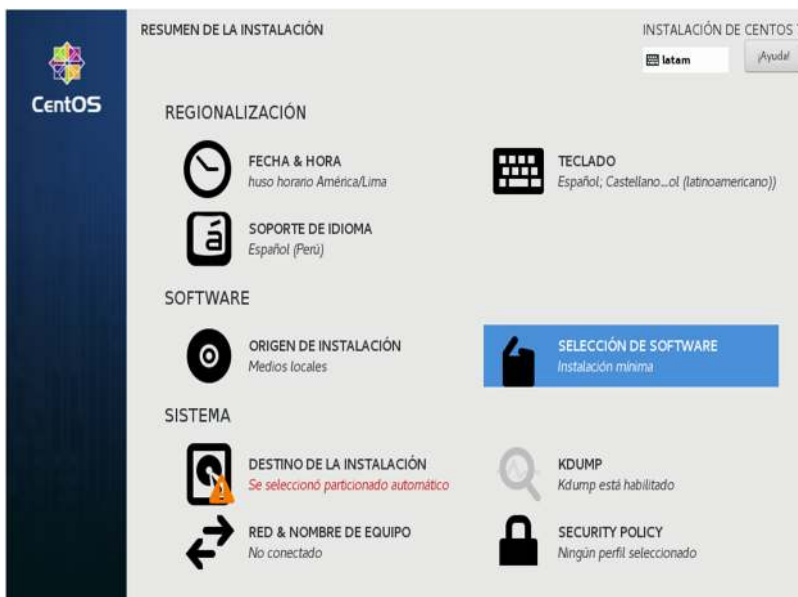 RESUMEN DE LA INSTALACIÓN
INSTALACIÓN DE CENTOS 7
latam
¡Ayuda!
CentOS
REGIONALIZACIÓN
FECHA & HORA
huso horario América/Lima
TECLADO
Español; Castellano...ol (latinoamericano))
SOPORTE DE IDIOMA
Español (Perú)
SOFTWARE
ORIGEN DE INSTALACIÓN
Medios locales
SELECCIÓN DE SOFTWARE
Instalación mínima
SISTEMA
DESTINO DE LA INSTALACIÓN
Se seleccionó particionado automático
KDUMP
Kdump está habilitado
RED & NOMBRE DE EQUIPO
No conectado
SECURITY POLICY
Ningún perfil seleccionado